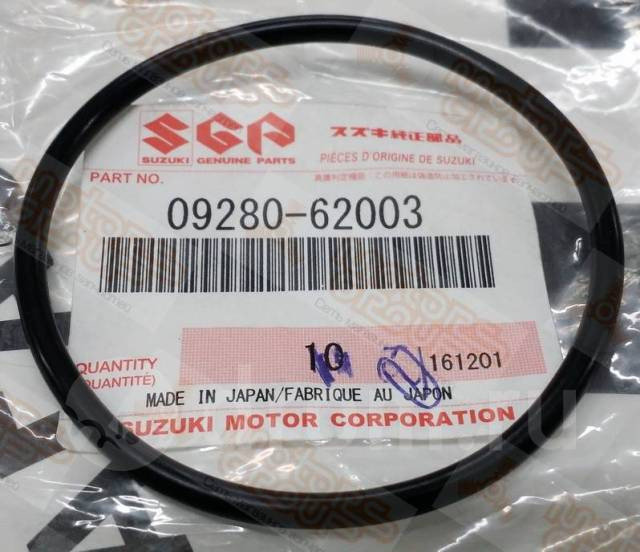 SGP
SUZUKI GENUINE PARTS
スズキ純正部品
PIÈCES D'ORIGINE DE SUZUKI
PART NO.
09280-62003
QUANTITY
(QUANTITÉ)
10
161201
MADE IN JAPAN/FABRIQUE AU JAPON
SUZUKI MOTOR CORPORATION